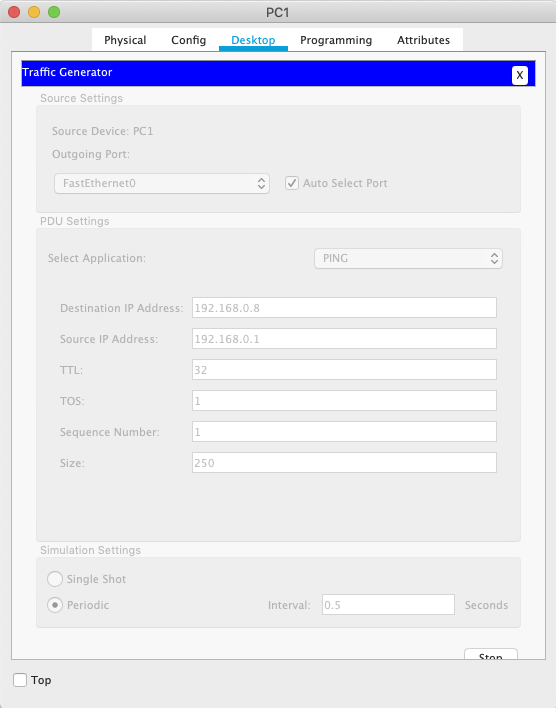 PC1
Physical Config Desktop Programming Attributes
Traffic Generator X
Source Settings
Source Device: PC1
Outgoing Port:
FastEthernet0 Auto Select Port
PDU Settings
Select Application: PING
Destination IP Address: 192.168.0.8
Source IP Address: 192.168.0.1
TTL: 32
TOS: 1
Sequence Number: 1
Size: 250
Simulation Settings
Single Shot
Periodic Interval: 0.5 Seconds
Stop
Top